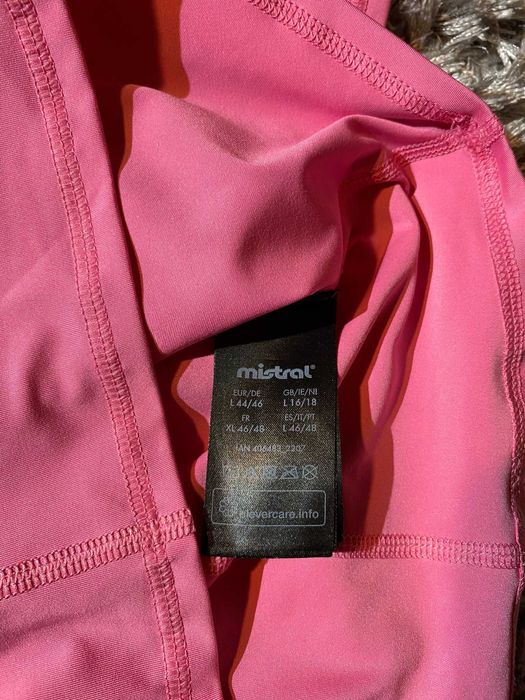 mistral®
EUR/DE GB/IE/NI
L 44/46 L 16/18
FR ES/IT/PT
XL 46/48 L 46/48
IAN 406483_2207
clevercare.info